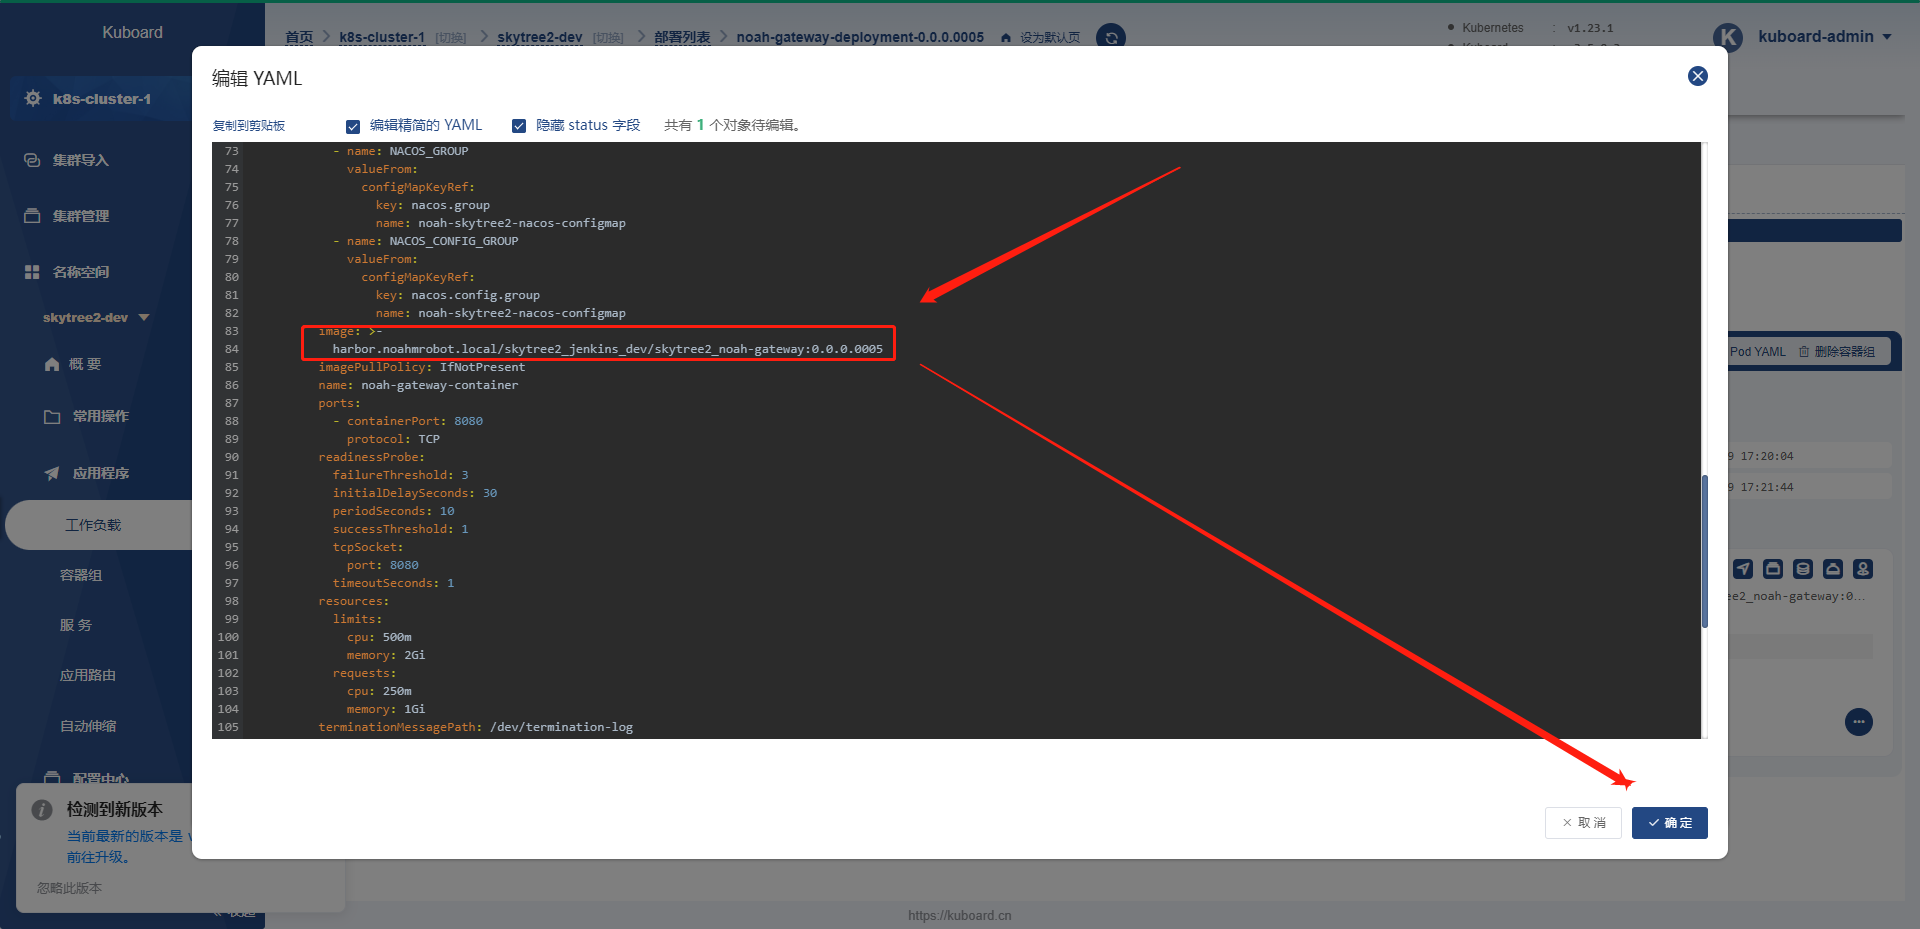 Kuboard
首页 > k8s-cluster-1 [切换] > skytree2-dev [切换] > 部署列表 > noah-gateway-deployment-0.0.0.0005 设为默认页
Kubernetes : v1.23.1
K kuboard-admin
k8s-cluster-1
集群导入
集群管理
名称空间
skytree2-dev
概 要
常用操作
应用程序
工作负载
容器组
服 务
应用路由
自动伸缩
配置中心
检测到新版本
当前最新的版本是
前往升级。
忽略此版本
编辑 YAML
复制到剪贴板 编辑精简的 YAML 隐藏 status 字段 共有 1 个对象待编辑。
73 - name: NACOS_GROUP
74 valueFrom:
75 configMapKeyRef:
76 key: nacos.group
77 name: noah-skytree2-nacos-configmap
78 - name: NACOS_CONFIG_GROUP
79 valueFrom:
80 configMapKeyRef:
81 key: nacos.config.group
82 name: noah-skytree2-nacos-configmap
83 image: >-
84 harbor.noahmrobot.local/skytree2_jenkins_dev/skytree2_noah-gateway:0.0.0.0005
85 imagePullPolicy: IfNotPresent
86 name: noah-gateway-container
87 ports:
88 - containerPort: 8080
89 protocol: TCP
90 readinessProbe:
91 failureThreshold: 3
92 initialDelaySeconds: 30
93 periodSeconds: 10
94 successThreshold: 1
95 tcpSocket:
96 port: 8080
97 timeoutSeconds: 1
98 resources:
99 limits:
100 cpu: 500m
101 memory: 2Gi
102 requests:
103 cpu: 250m
104 memory: 1Gi
105 terminationMessagePath: /dev/termination-log
取 消 确 定
Pod YAML 删除容器组
9 17:20:04
9 17:21:44
ee2_noah-gateway:0...
https://kuboard.cn